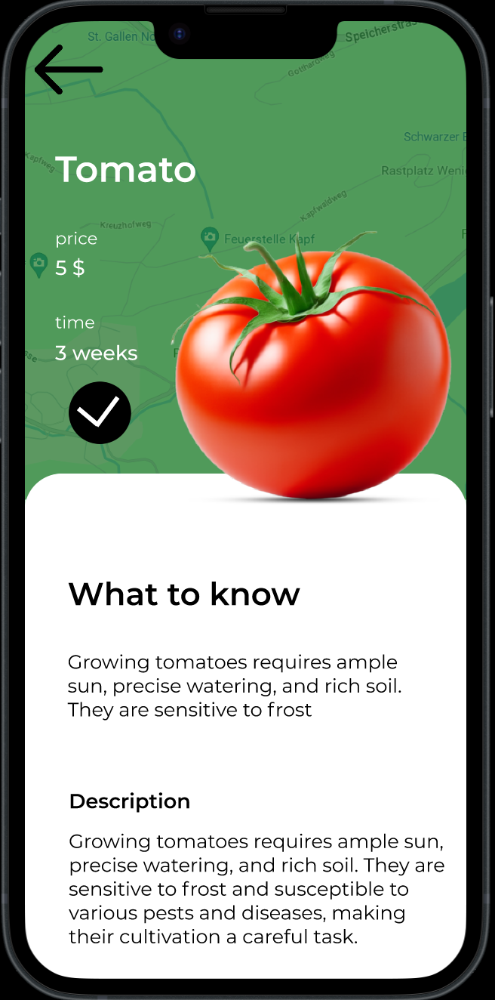 St. Gallen No
Speicherstras
Gotthardweg
Schwarzer
Kapfweg
Tomato
Rastplatz Weni
Kapfwaldweg
Kreuzhofweg
price
Feuerstelle Kapf
5 $
time
3 weeks
What to know
Growing tomatoes requires ample
sun, precise watering, and rich soil.
They are sensitive to frost
Description
Growing tomatoes requires ample sun,
precise watering, and rich soil. They are
sensitive to frost and susceptible to
various pests and diseases, making
their cultivation a careful task.